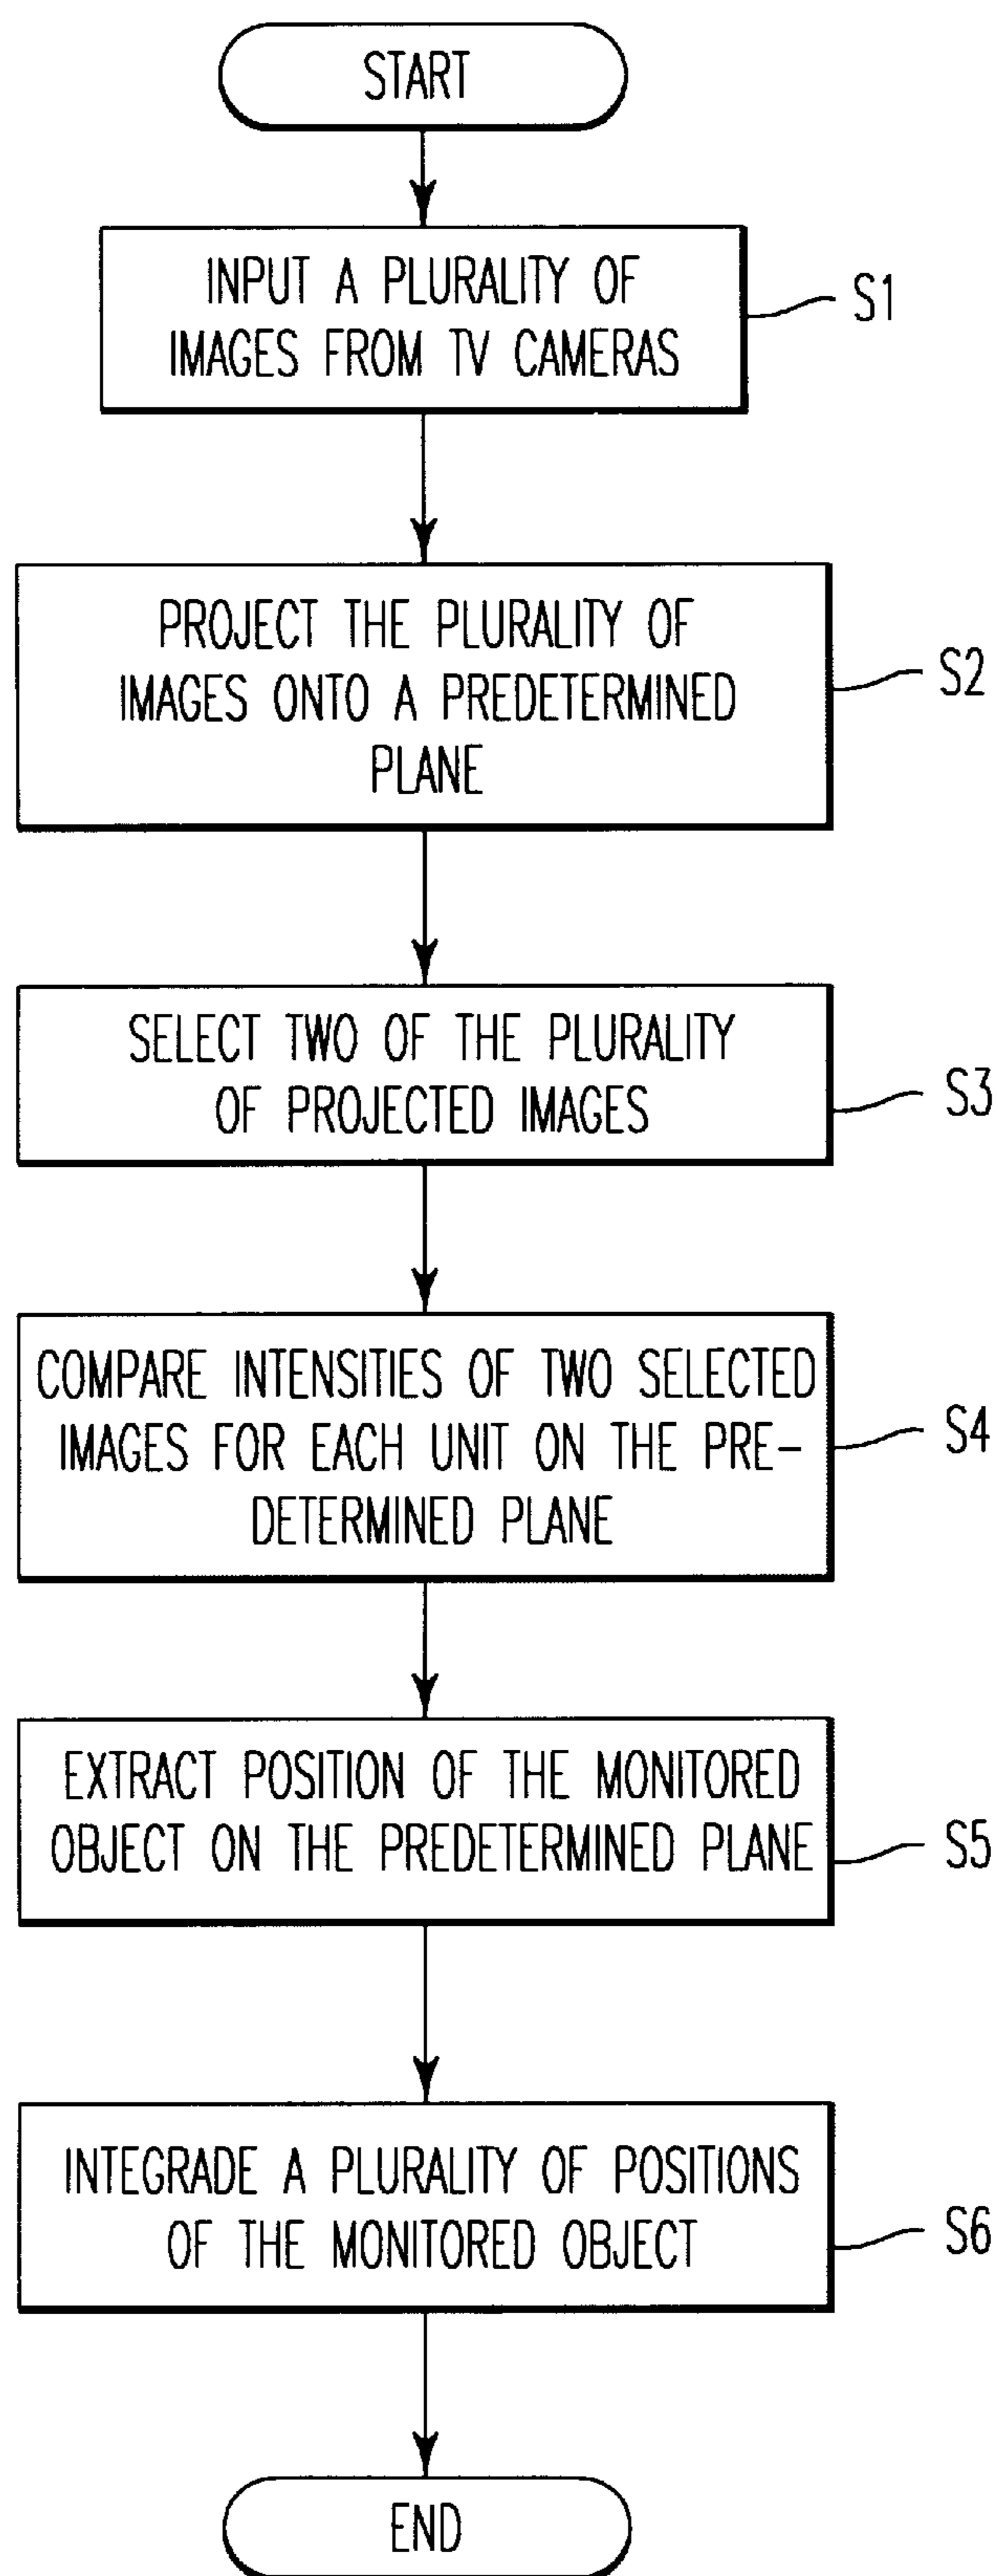 START
INPUT A PLURALITY OF
IMAGES FROM TV CAMERAS
S1
PROJECT THE PLURALITY OF
IMAGES ONTO A PREDETERMINED
PLANE
S2
SELECT TWO OF THE PLURALITY
OF PROJECTED IMAGES
S3
COMPARE INTENSITIES OF TWO SELECTED
IMAGES FOR EACH UNIT ON THE PRE-
DETERMINED PLANE
S4
EXTRACT POSITION OF THE MONITORED
OBJECT ON THE PREDETERMINED PLANE
S5
INTEGRADE A PLURALITY OF POSITIONS
OF THE MONITORED OBJECT
S6
END